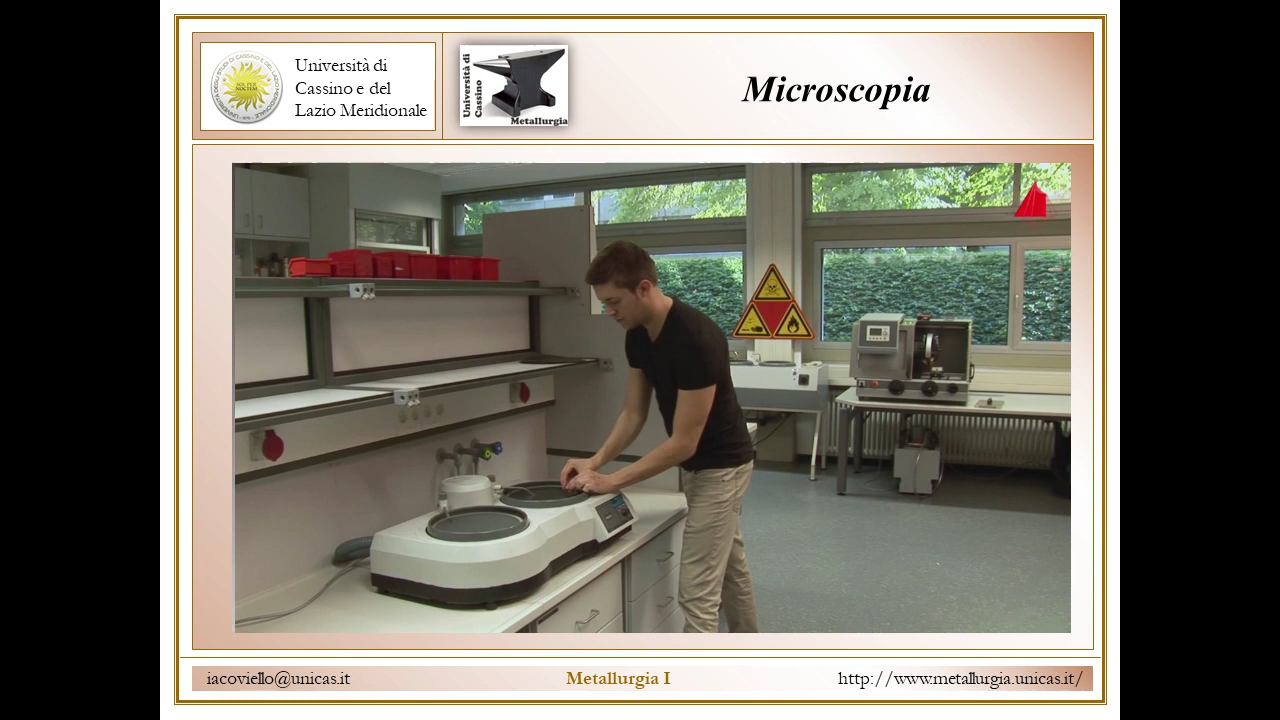 Università di
Cassino e del
Lazio Meridionale
Università di
Cassino
Metallurgia
Microscopia
iacoviello@unicas.it
Metallurgia I
http://www.metallurgia.unicas.it/